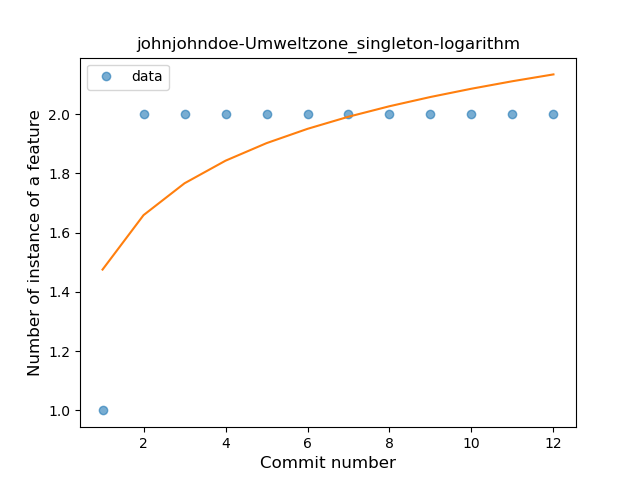 johnjohndoe-Umweltzone_singleton-logarithm
data
Number of instance of a feature
2.0
1.8
1.6
1.4
1.2
1.0
2 4 6 8 10 12
Commit number